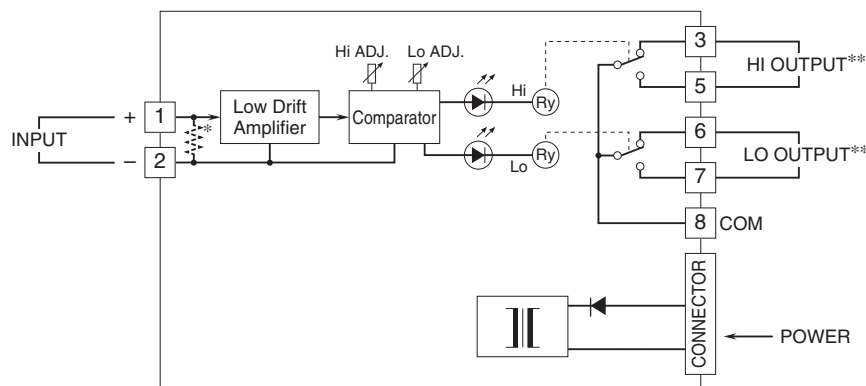 Hi ADJ.
Lo ADJ.
3
HI OUTPUT**
5
Hi
Ry
+
1
*
Low Drift
Amplifier
Comparator
INPUT
−
2
6
LO OUTPUT**
Lo
Ry
7
8
COM
CONNECTOR
POWER